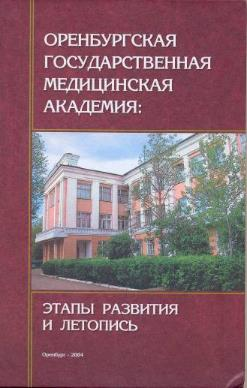 ОРЕНБУРГСКАЯ
ГОСУДАРСТВЕННАЯ
МЕДИЦИНСКАЯ
АКАДЕМИЯ:
ЭТАПЫ РАЗВИТИЯ
И ЛЕТОПИСЬ
Оренбург - 2004